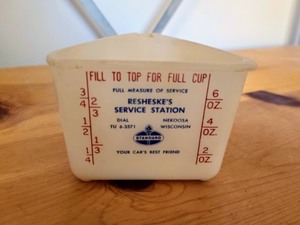 FILL TO TOP FOR FULL CUP
FULL MEASURE OF SERVICE
RESHESKE'S
SERVICE STATION
DIAL NEKOOSA
TU 6-3571 WISCONSIN
STANDARD
YOUR CAR'S BEST FRIEND
3/4
2/3
1/2
1/3
1/4
6 OZ.
4 OZ.
2 OZ.